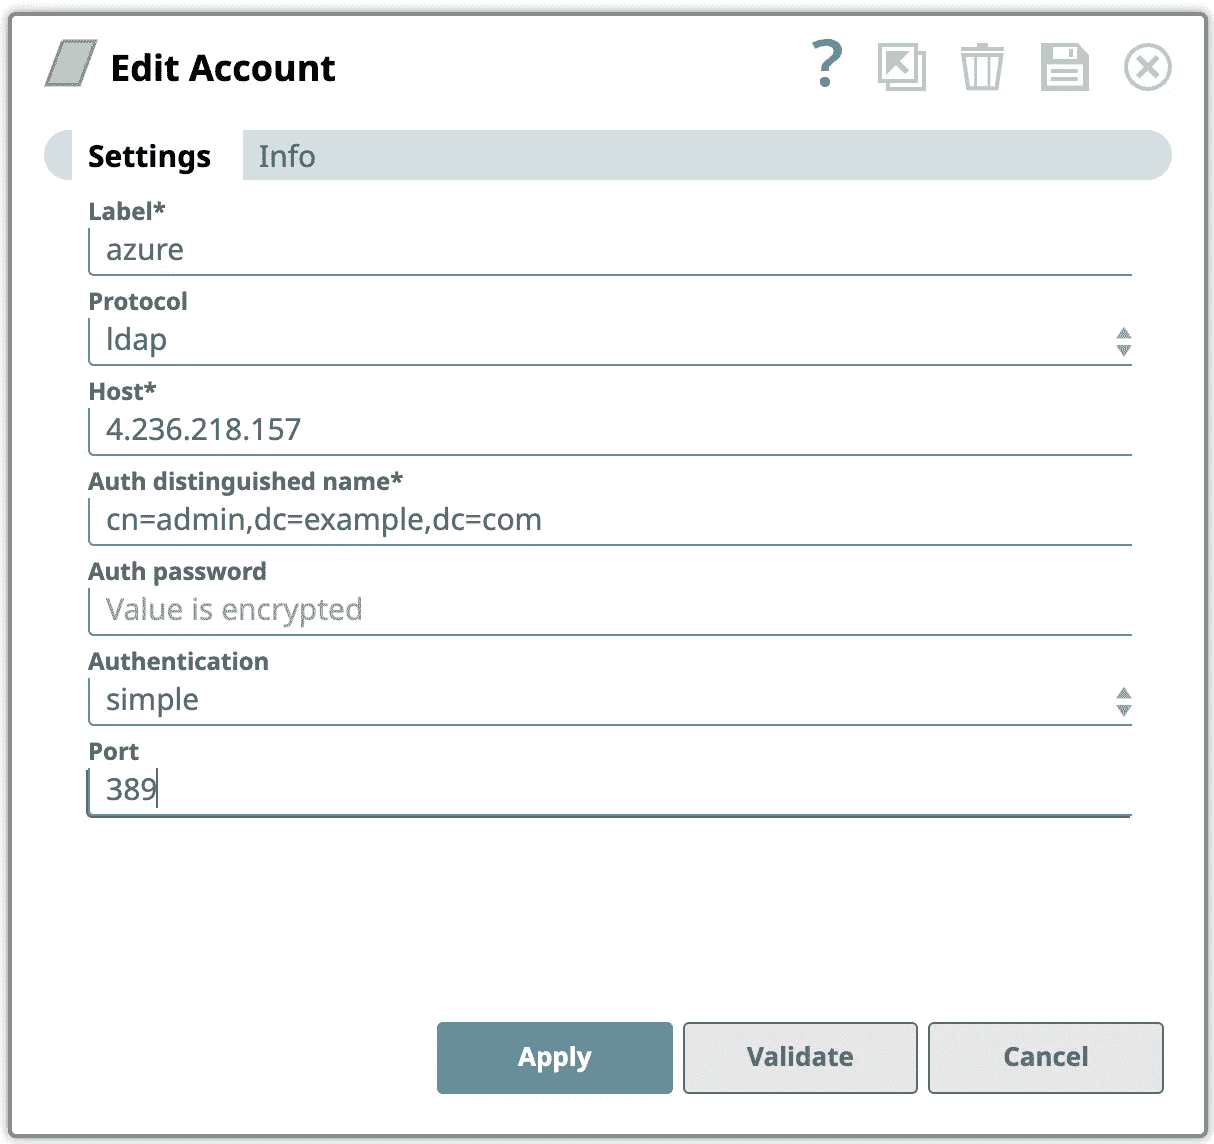 Edit Account
?
Settings
Info
Label*
azure
Protocol
ldap
Host*
4.236.218.157
Auth distinguished name*
cn=admin,dc=example,dc=com
Auth password
Value is encrypted
Authentication
simple
Port
389
Apply
Validate
Cancel